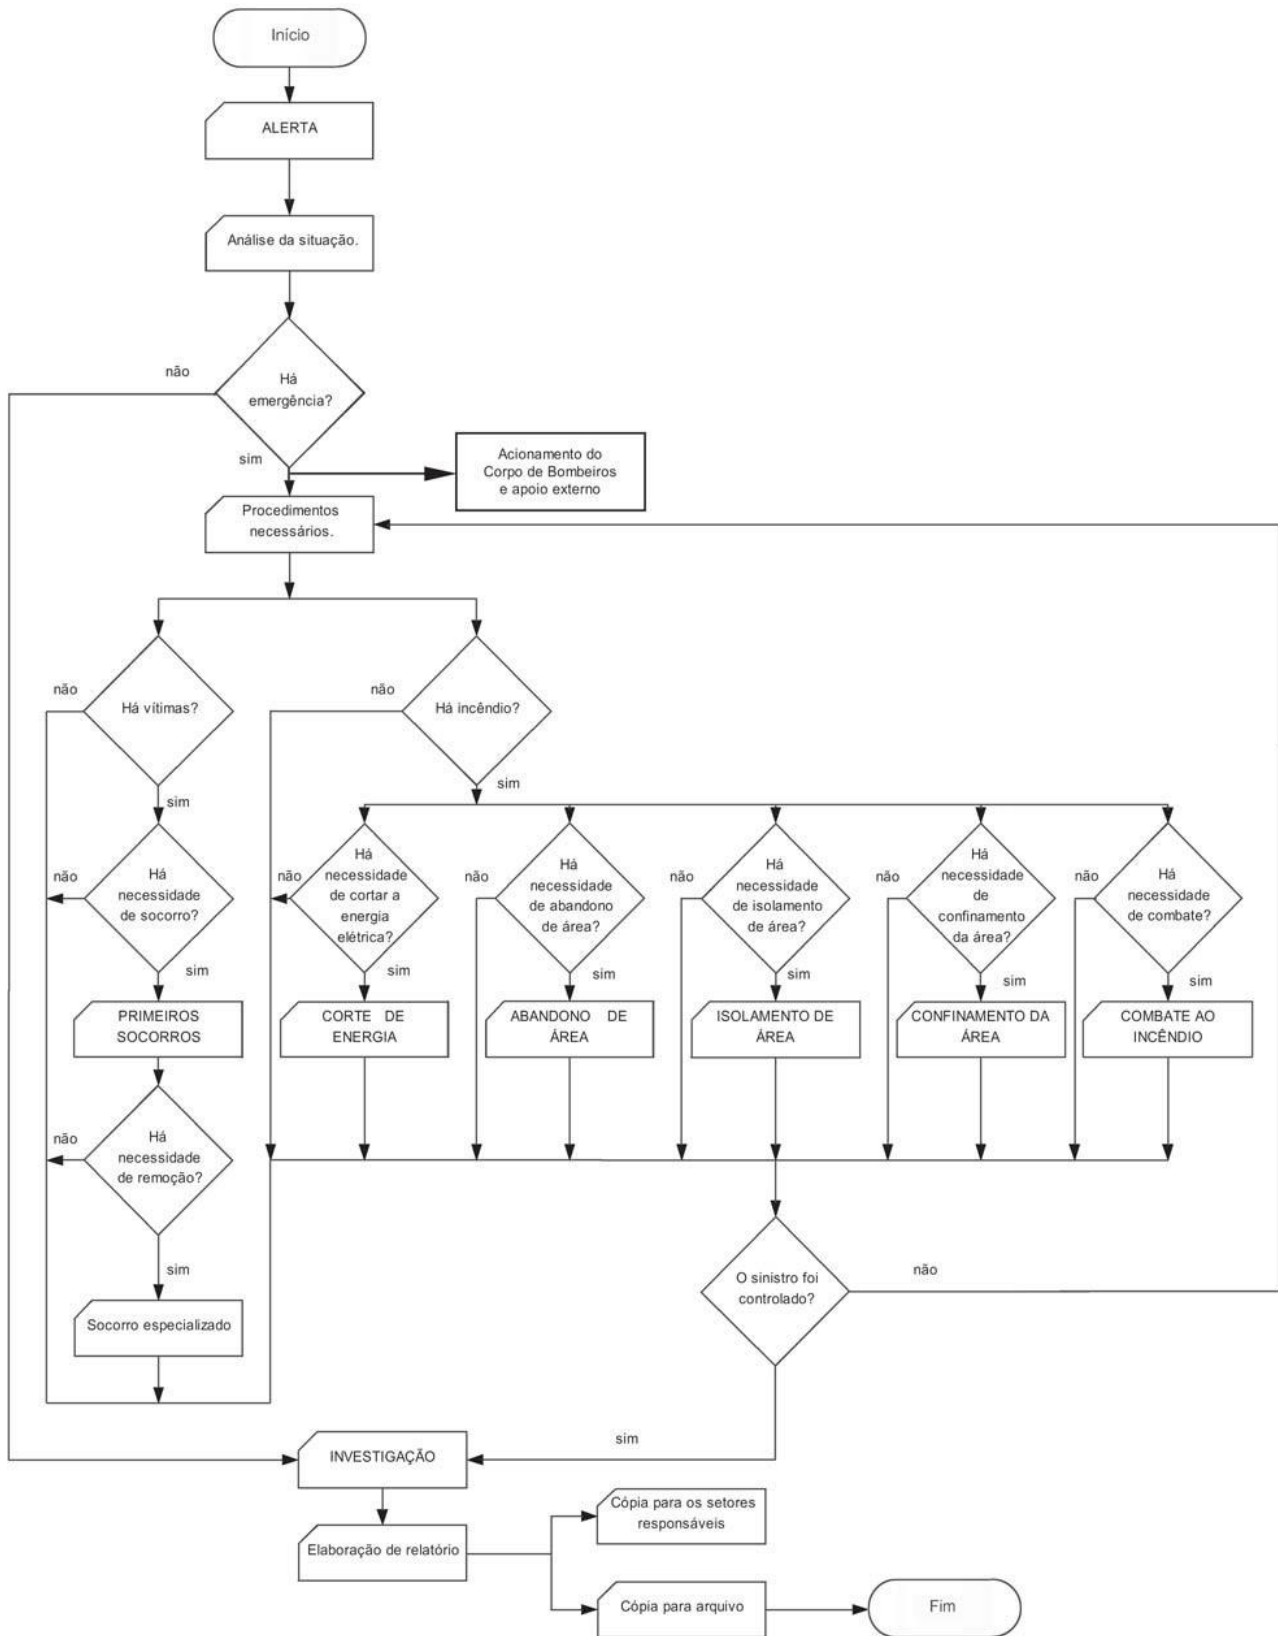 Início
ALERTA
Análise da situação.
não
Há
emergência?
sim
Acionamento do
Corpo de Bombeiros
e apoio externo
Procedimentos
necessários.
não
Há vítimas?
sim
não
Há incêndio?
sim
não
Há
necessidade
de socorro?
sim
não
Há
necessidade
de cortar a
energia
elétrica?
sim
não
Há
necessidade
de abandono
de área?
sim
não
Há
necessidade
de isolamento
de área?
sim
não
Há
necessidade
de
confinamento
da área?
sim
não
Há
necessidade
de combate?
sim
PRIMEIROS
SOCORROS
CORTE DE
ENERGIA
ABANDONO DE
ÁREA
ISOLAMENTO DE
ÁREA
CONFINAMENTO DA
ÁREA
COMBATE AO
INCÊNDIO
não
Há
necessidade
de remoção?
sim
Socorro especializado
O sinistro foi
controlado?
não
sim
INVESTIGAÇÃO
Elaboração de relatório
Cópia para os setores
responsáveis
Cópia para arquivo
Fim